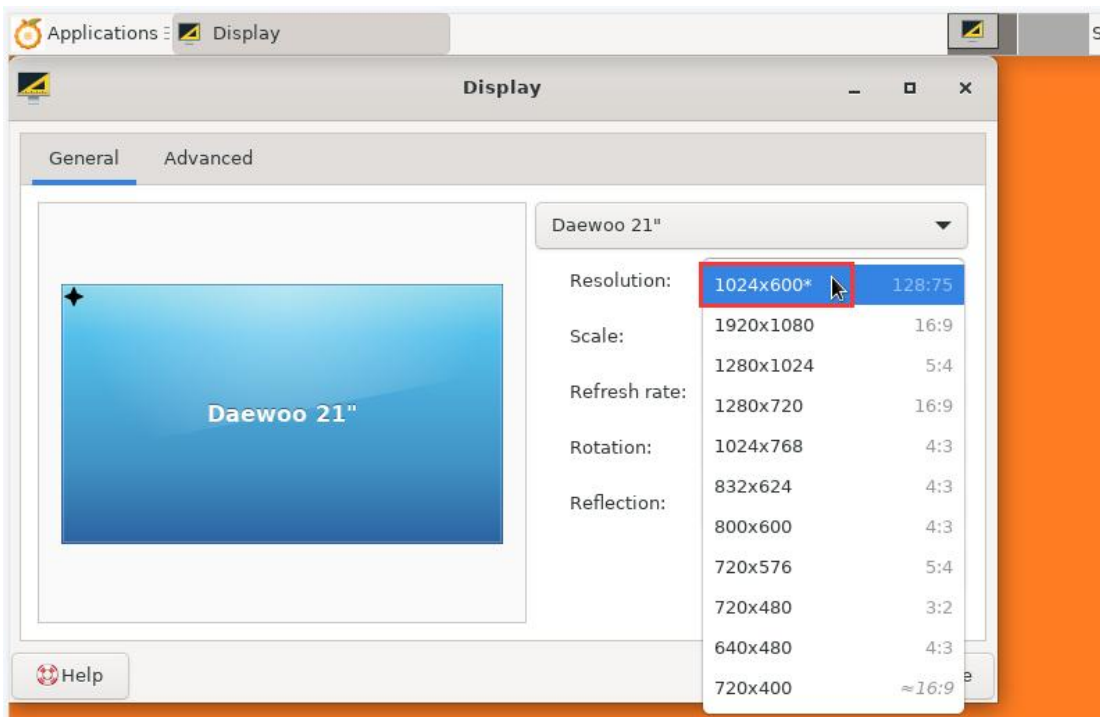 Applications Display S
Display
General Advanced
Daewoo 21"
Resolution:
1024x600* 128:75
1920x1080 16:9
Scale:
1280x1024 5:4
Refresh rate:
1280x720 16:9
Daewoo 21"
Rotation:
1024x768 4:3
832x624 4:3
Reflection:
800x600 4:3
720x576 5:4
720x480 3:2
640x480 4:3
Help
e
720x400 ≈16:9